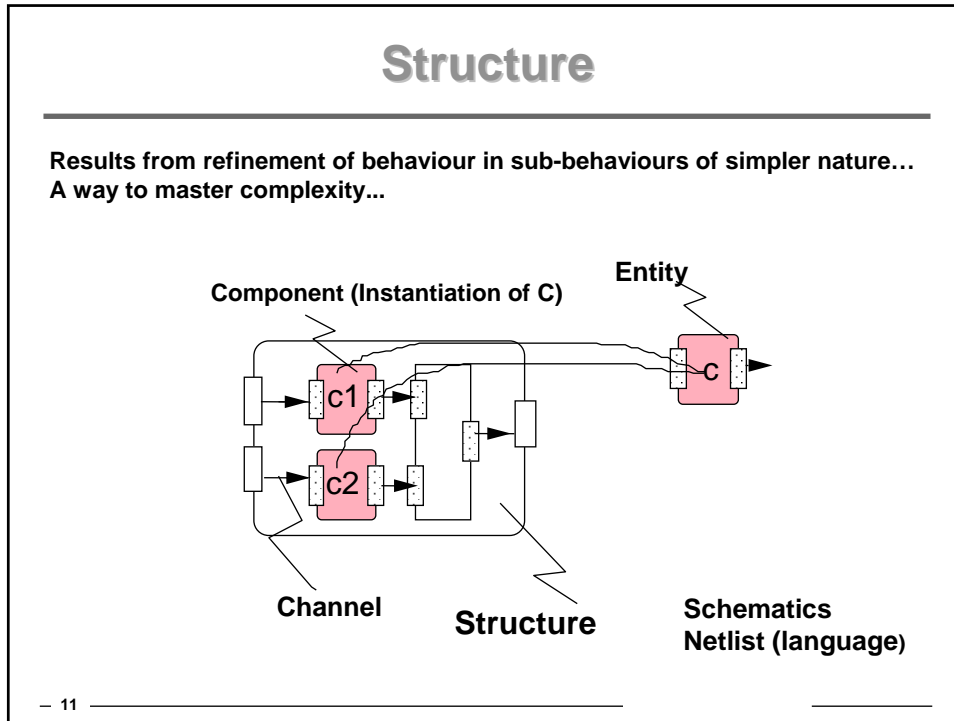 Structure
Results from refinement of behaviour in sub-behaviours of simpler nature…
A way to master complexity...
Entity
Component (Instantiation of C)
c
c1
c2
Channel
Structure
Schematics
Netlist (language)
11